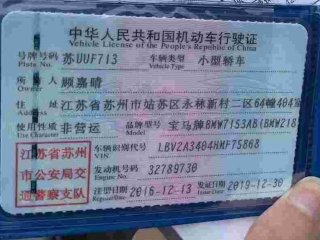 中华人民共和国机动车行驶证
Vehicle License of the People's Republic of China
号牌号码 苏UUF713 车辆类型 小型轿车
Plate No. Vehicle Type
所有人 顾嘉晴
Owner
住址 江苏省苏州市姑苏区永林新村二区64幢404室
Address
使用性质 非营运 品牌型号 宝马牌BMW7153AB(BMW218
Use Character Model
江苏省苏州 车辆识别代号 LBV2A3404HMF75868
VIN
市公安局交 发动机号码 32789730
Engine No.
通警察支队 注册日期 2016-12-13 发证日期 2019-12-30
Register Date Issue Date